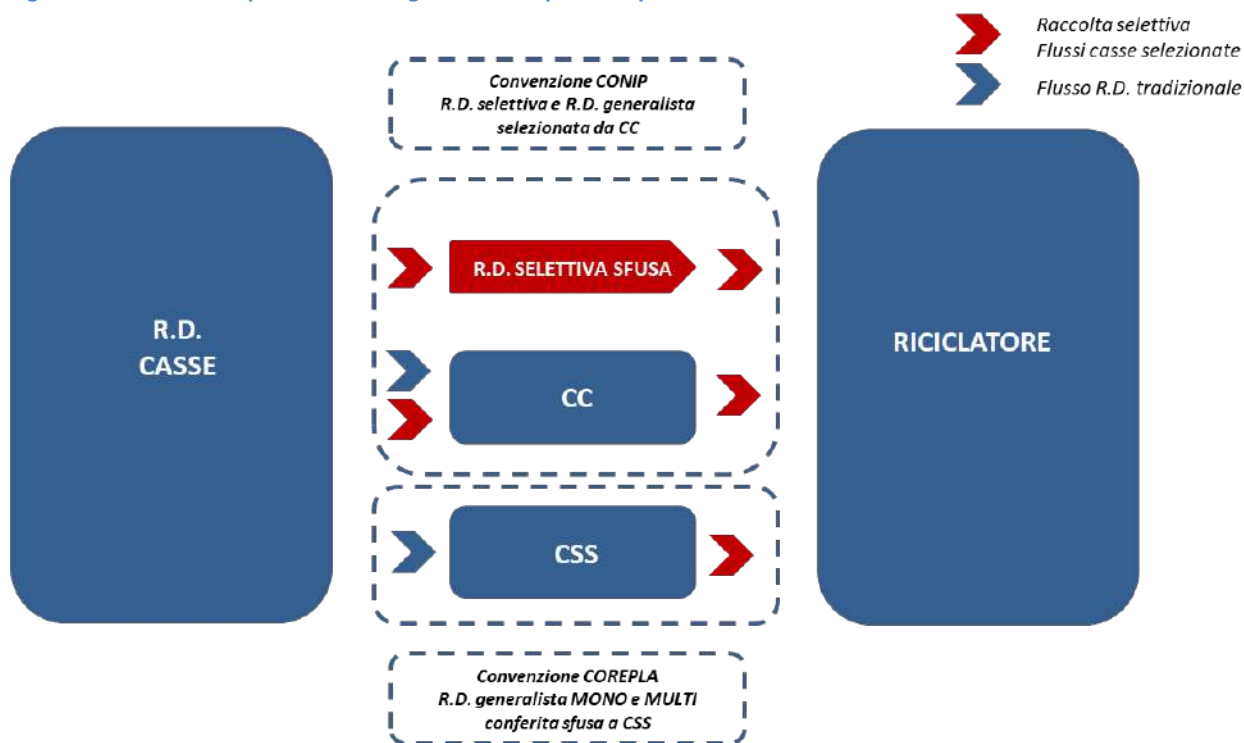 Raccolta selettiva
Flussi casse selezionate
Flusso R.D. tradizionale
Convenzione CONIP
R.D. selettiva e R.D. generalista
selezionata da CC
R.D. SELETTIVA SFUSA
R.D.
CASSE
RICICLATORE
CC
CSS
Convenzione COREPLA
R.D. generalista MONO e MULTI
conferita sfusa a CSS